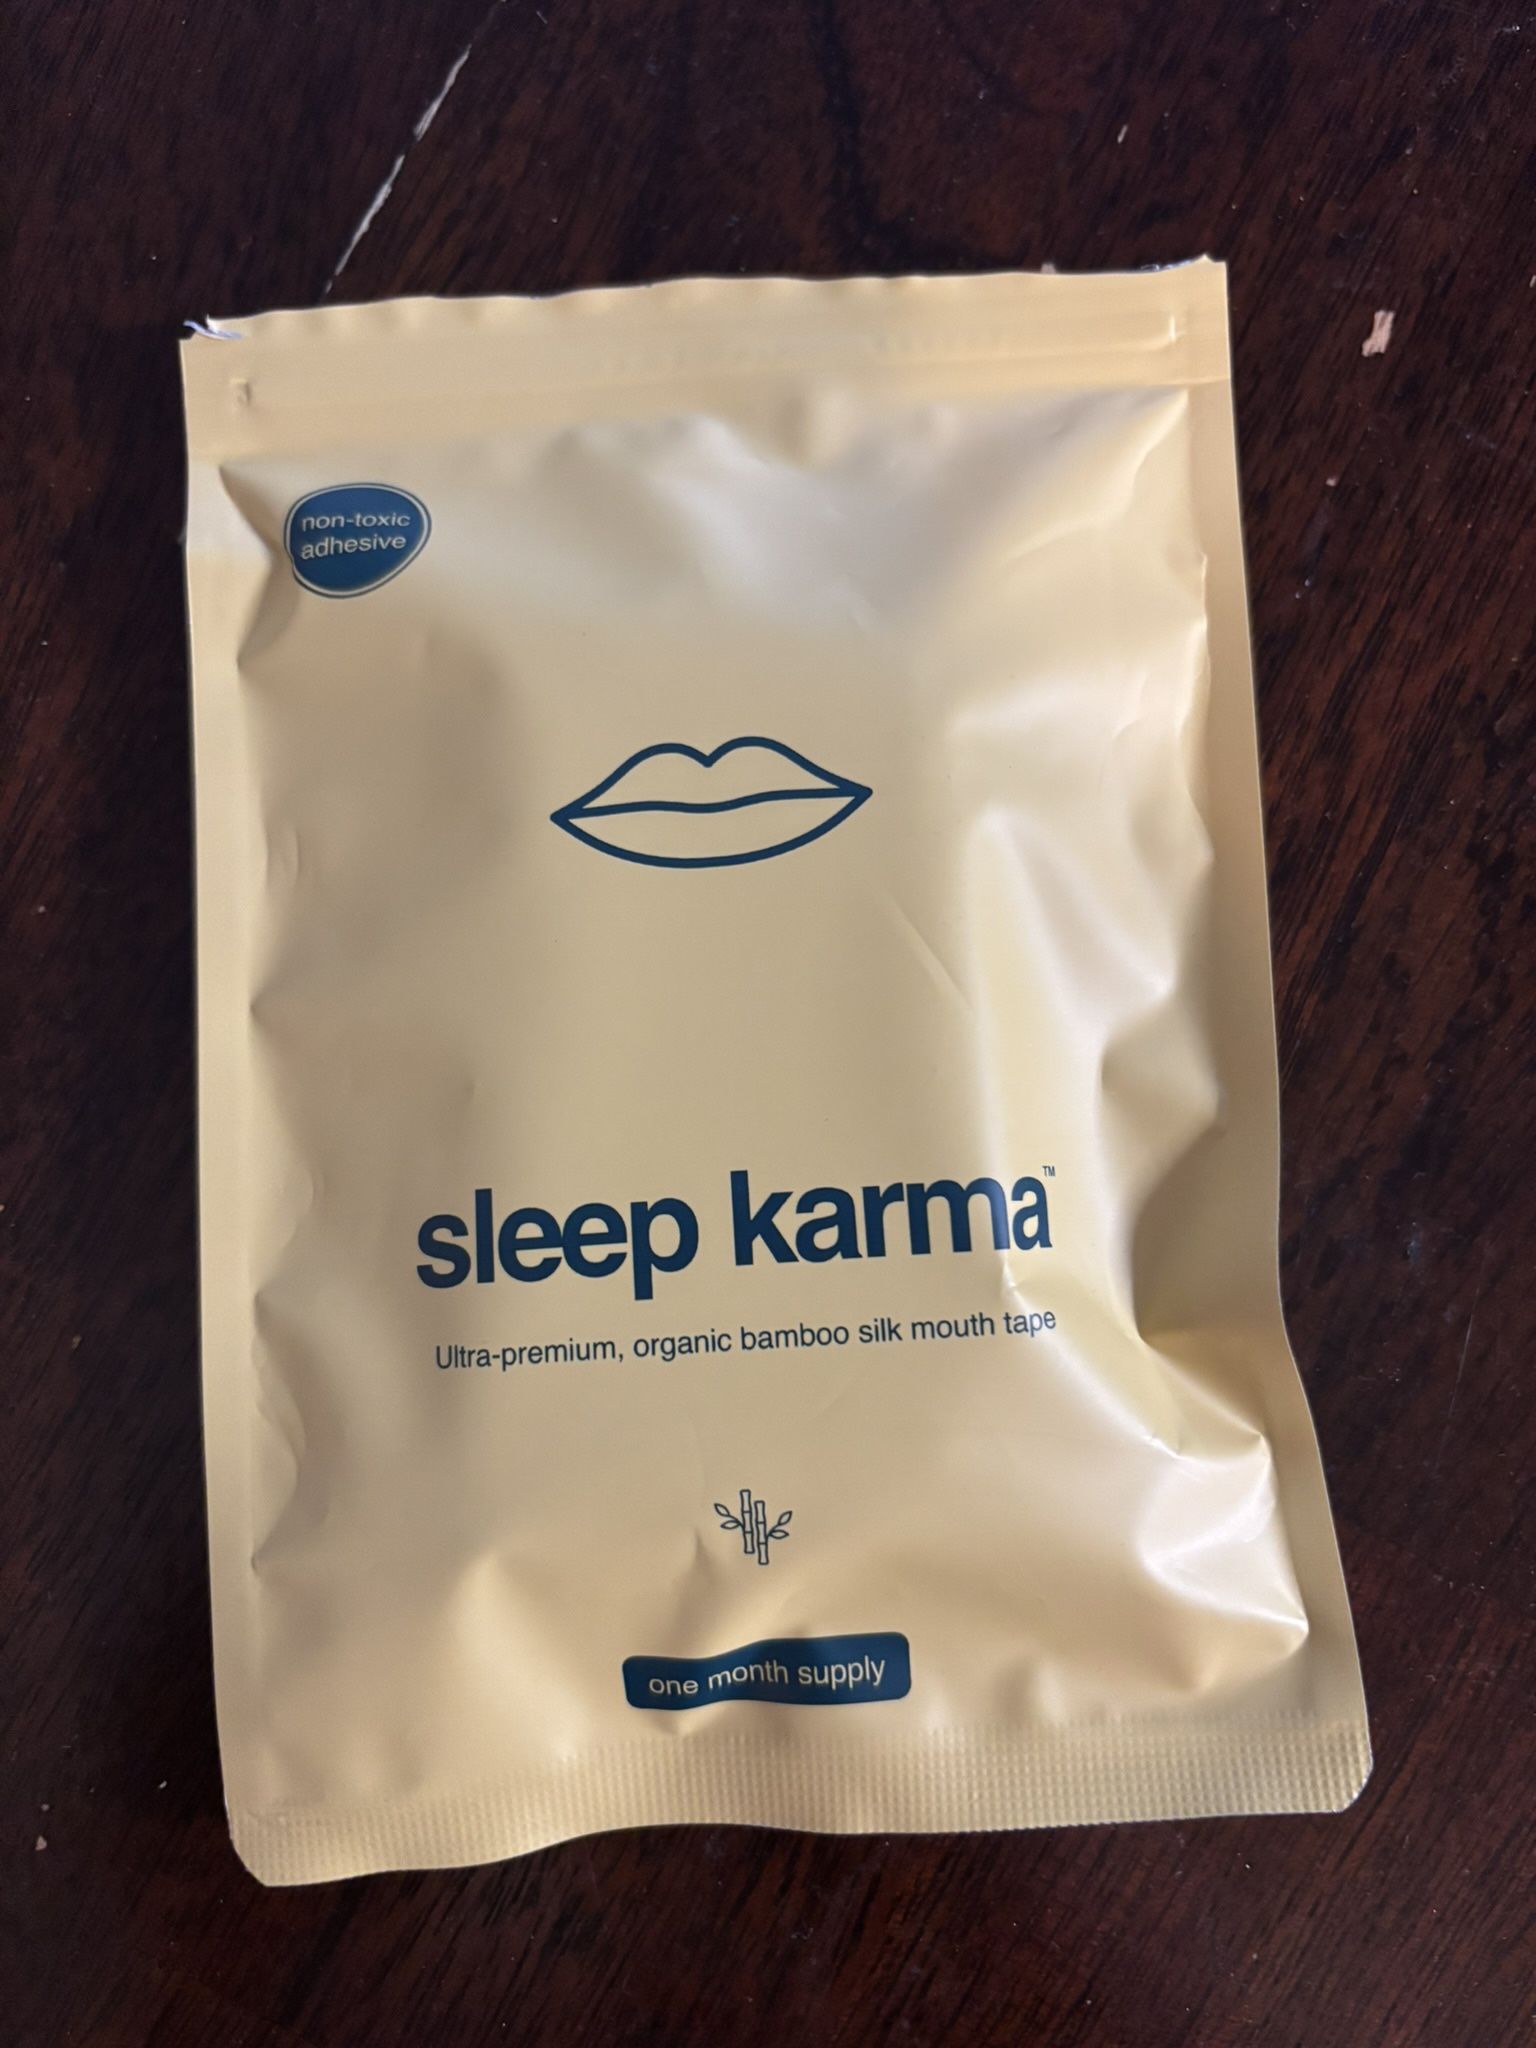 non-toxic
adhesive
sleep karma™
Ultra-premium, organic bamboo silk mouth tape
one month supply